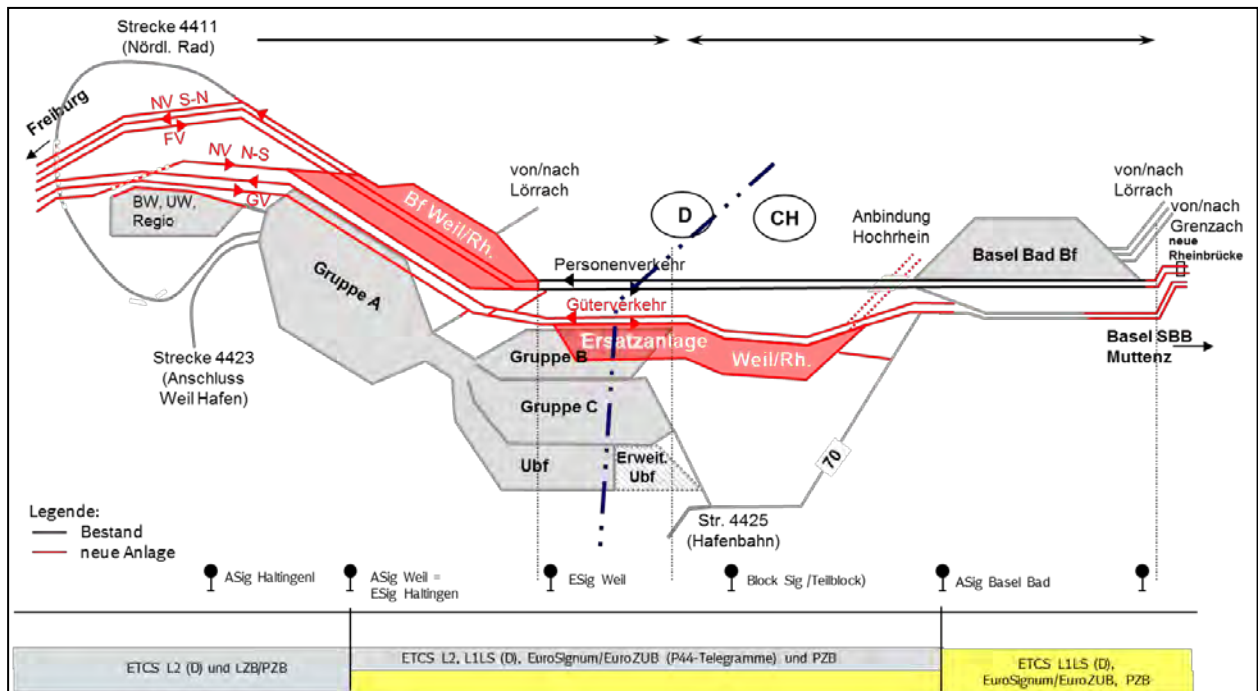 Strecke 4411
(Nördl. Rad)
Freiburg
NV S-N
FV
NV N-S
GV
BW, UW,
Regio
Bf Weil/Rh.
von/nach
Lörrach
D
CH
Anbindung
Hochrhein
von/nach
Lörrach
von/nach
Grenzach
neue
Rheinbrücke
Basel Bad Bf
Personenverkehr
Güterverkehr
Gruppe A
Ersatzanlage
Weil/Rh.
Gruppe B
Basel SBB
Muttenz
Strecke 4423
(Anschluss
Weil Hafen)
Gruppe C
Ubf
Erweit.
Ubf
70
Str. 4425
(Hafenbahn)
Legende:
Bestand
neue Anlage
ASig Haltingenl
ASig Weil =
ESig Haltingen
ESig Weil
Block Sig /Teilblock)
ASig Basel Bad
ETCS L2 (D) und LZB/PZB
ETCS L2, L1LS (D), EuroSignum/EuroZUB (P44-Telegramme) und PZB
ETCS L1LS (D),
EuroSignum/EuroZUB, PZB